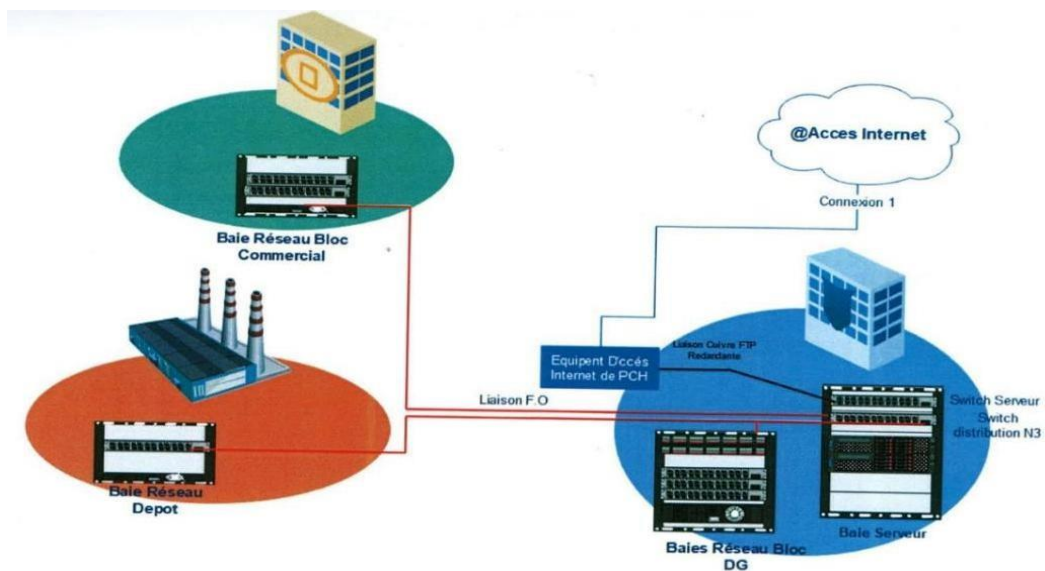 @Acces Internet
Connexion 1
Baie Réseau Bloc
Commercial
Liaison Cuivre FTP
Redandante
Equipent D'ccés
Internet de PCH
Liaison F.O
Switch Serveur
Switch
distribution N3
Baie Réseau
Depot
Baies Réseau Bloc
DG
Baie Serveur